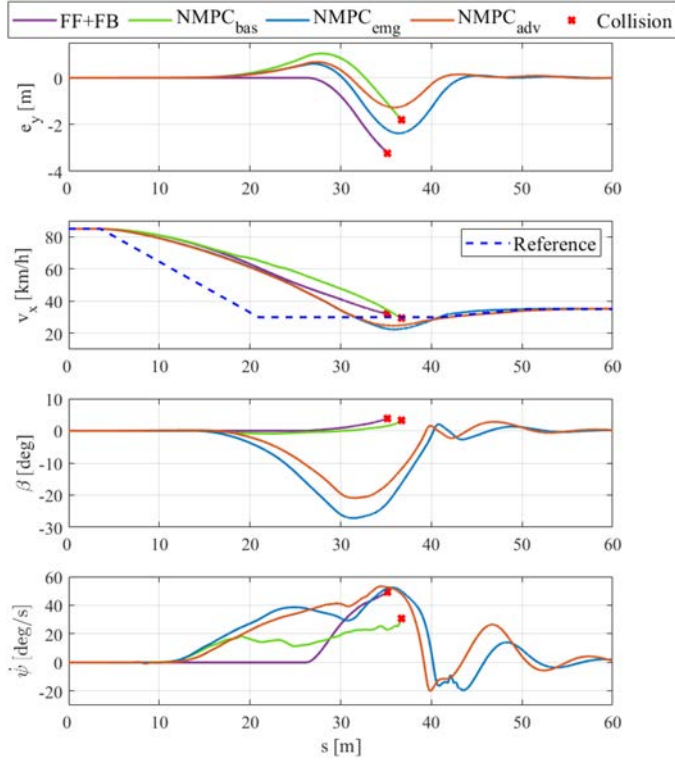 FF+FB NMPC_bas NMPC_emg NMPC_adv Collision
e_y [m]
0
-2
-4
0 10 20 30 40 50 60
v_x [km/h]
80
60
40
20
Reference
0 10 20 30 40 50 60
β [deg]
10
0
-10
-20
-30
0 10 20 30 40 50 60
ψ̇ [deg/s]
60
40
20
0
-20
0 10 20 30 40 50 60
s [m]